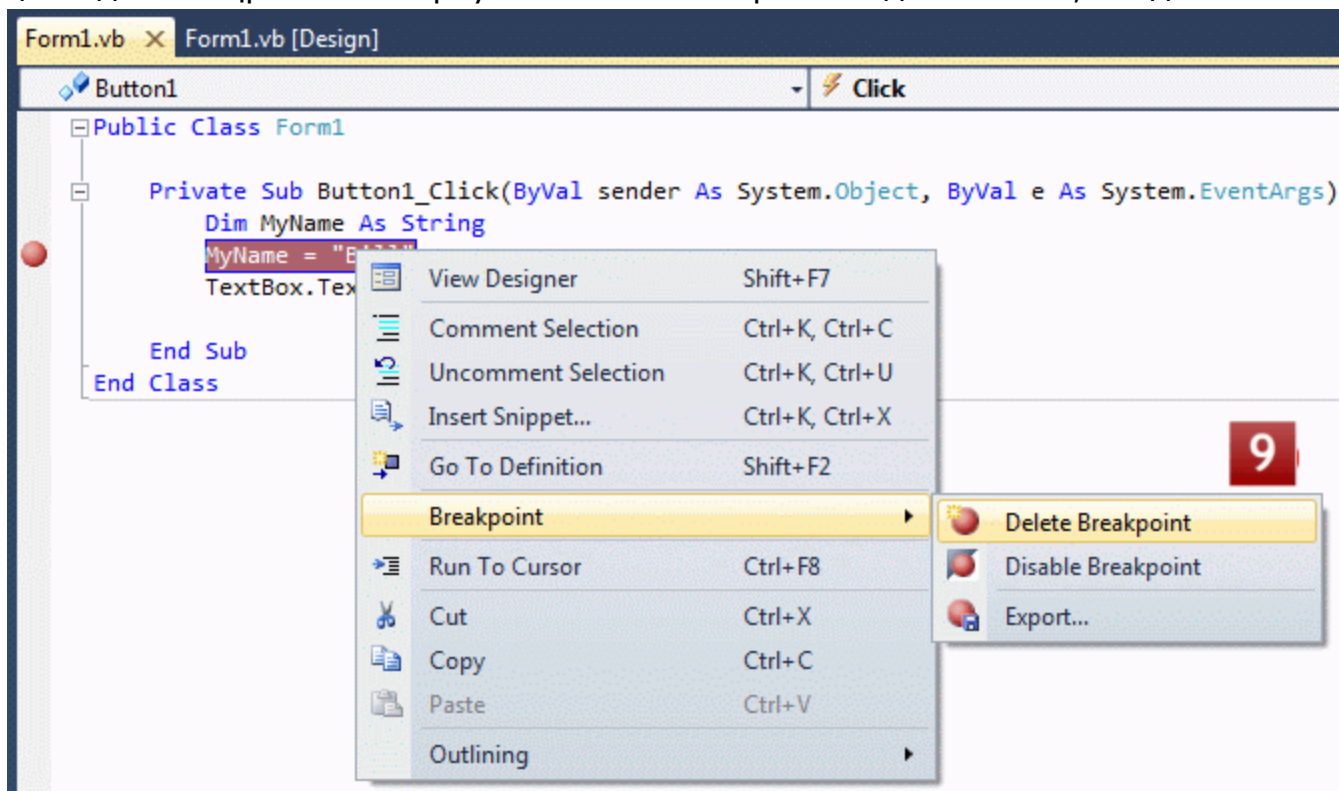 Form1.vb × Form1.vb [Design]
Button1 Click
Public Class Form1
Private Sub Button1_Click(ByVal sender As System.Object, ByVal e As System.EventArgs)
Dim MyName As String
MyName = "Bill"
TextBox.Tex
End Sub
End Class
View Designer Shift+F7
Comment Selection Ctrl+K, Ctrl+C
Uncomment Selection Ctrl+K, Ctrl+U
Insert Snippet... Ctrl+K, Ctrl+X
Go To Definition Shift+F2
9
Breakpoint
Delete Breakpoint
Run To Cursor Ctrl+F8
Disable Breakpoint
Cut Ctrl+X
Export...
Copy Ctrl+C
Paste Ctrl+V
Outlining